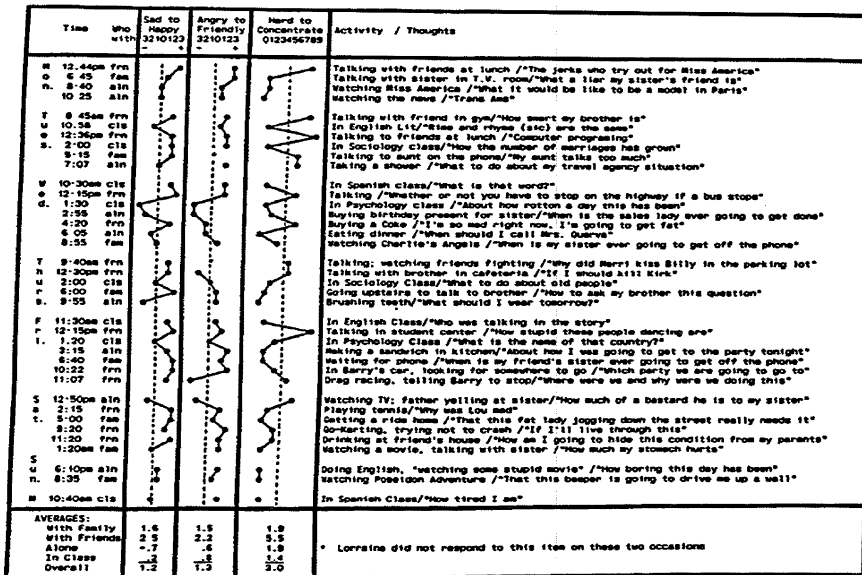 Time Who with Sad to Happy 3210123 - + Angry to Friendly 3210123 - + Hard to Concentrate 0123456789 Activity / Thoughts
M 12.44pm frn Talking with friends at lunch /"The jerks who try out for Miss America"
o 6 45 fam Talking with sister in T.V. room/"What a liar my sister's friend is"
n. 8:40 aln Watching Miss America /"What it would be like to be a model in Paris"
10 25 aln Watching the news /"Trans Ams"
T 8 45am frn Talking with friend in gym/"How smart my brother is"
u 10.58 cls In English Lit/"Rime and rhyme (sic) are the same"
e 12:36pm frn Talking to friends at lunch /"Computer programing"
s. 2:00 cls In Sociology class/"How the number of marriages has grown"
5:15 fam Talking to aunt on the phone/"My aunt talks too much"
7:07 aln Taking a shower /"What to do about my travel agency situation"
W 10:30am cls In Spanish class/"What is that word?"
e 12:15pm frn Talking /"Whether or not you have to stop on the highway if a bus stops"
d. 1:30 cls In Psychology class /"About how rotton a day this has been"
2:55 aln Buying birthday present for sister/"When is the sales lady ever going to get done"
4:20 frn Buying a Coke /"I'm so mad right now, I'm going to get fat"
6 05 aln Eating dinner /"When should I call Mrs.
8:55 fam Watching Charlie's Angels /"When is my sister ever going to get off the phone"
T 9:40am frn Talking; watching friends fighting /"Why did Merri kiss Billy in the parking lot"
h 12:30pm frn Talking with brother in cafeteria /"If I should kill Kirk"
u 2:00 cls In Sociology Class/"What to do about old people"
r 6:00 fam Going upstairs to talk to brother /"How to ask my brother this question"
s. 9:55 aln Brushing teeth/"What should I wear tomorrow?"
F 11:30am cls In English Class/"Who was talking in the story"
r 12:15pm frn Talking in student center /"How stupid these people dancing are"
i. 1.20 cls In Psychology Class /"What is the name of that country?"
3:15 aln Making a sandwich in kitchen/"About how I was going to get to the party tonight"
6:40 fam Waiting for phone /"When is my friend's sister ever going to get off the phone"
10:22 frn In Barry's car, looking for somewhere to go /"Which party we are going to go to"
11:07 frn Drag racing, telling Barry to stop/"Where were we and why were we doing this"
S 12:50pm aln Watching TV; father yelling at sister/"How much of a bastard he is to my sister"
a 2:15 frn Playing tennis/"Why was Lou mad"
t. 5:00 fam Getting a ride home /"That this fat lady jogging down the street really needs it"
9:20 frn Go-Karting, trying not to crash /"If I'll live through this"
11:20 frn Drinking at friend's house /"How am I going to hide this condition from my parents"
1:20am fam Watching a movie, talking with sister /"How much my stomach hurts"
S
u 6:10pm aln Doing English, "watching some stupid movie" /"How boring this day has been"
n. 8:35 fam Watching Poseidon Adventure /"That this beeper is going to drive me up a wall"
M 10:40am cls In Spanish Class/"How tired I am"
AVERAGES:
With Family 1.6 1.5 1.9
With Friends 2 5 2.2 5.5
Alone -.7 .6 1.9 * Lorraine did not respond to this item on these two occasions
In Class 1.4
Overall 1.2 1.3 3.0